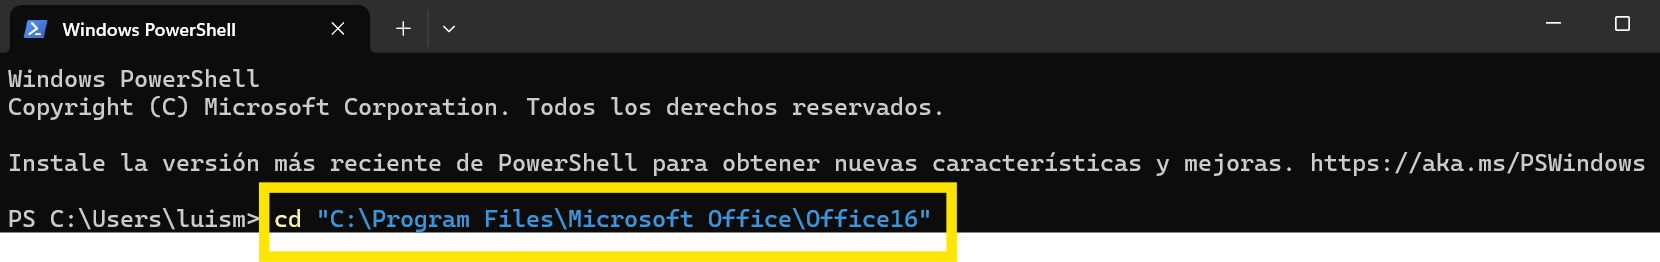 Windows PowerShell
Windows PowerShell
Copyright (C) Microsoft Corporation. Todos los derechos reservados.
Instale la versión más reciente de PowerShell para obtener nuevas características y mejoras. https://aka.ms/PSWindows
PS C:\Users\luism> cd "C:\Program Files\Microsoft Office\Office16"